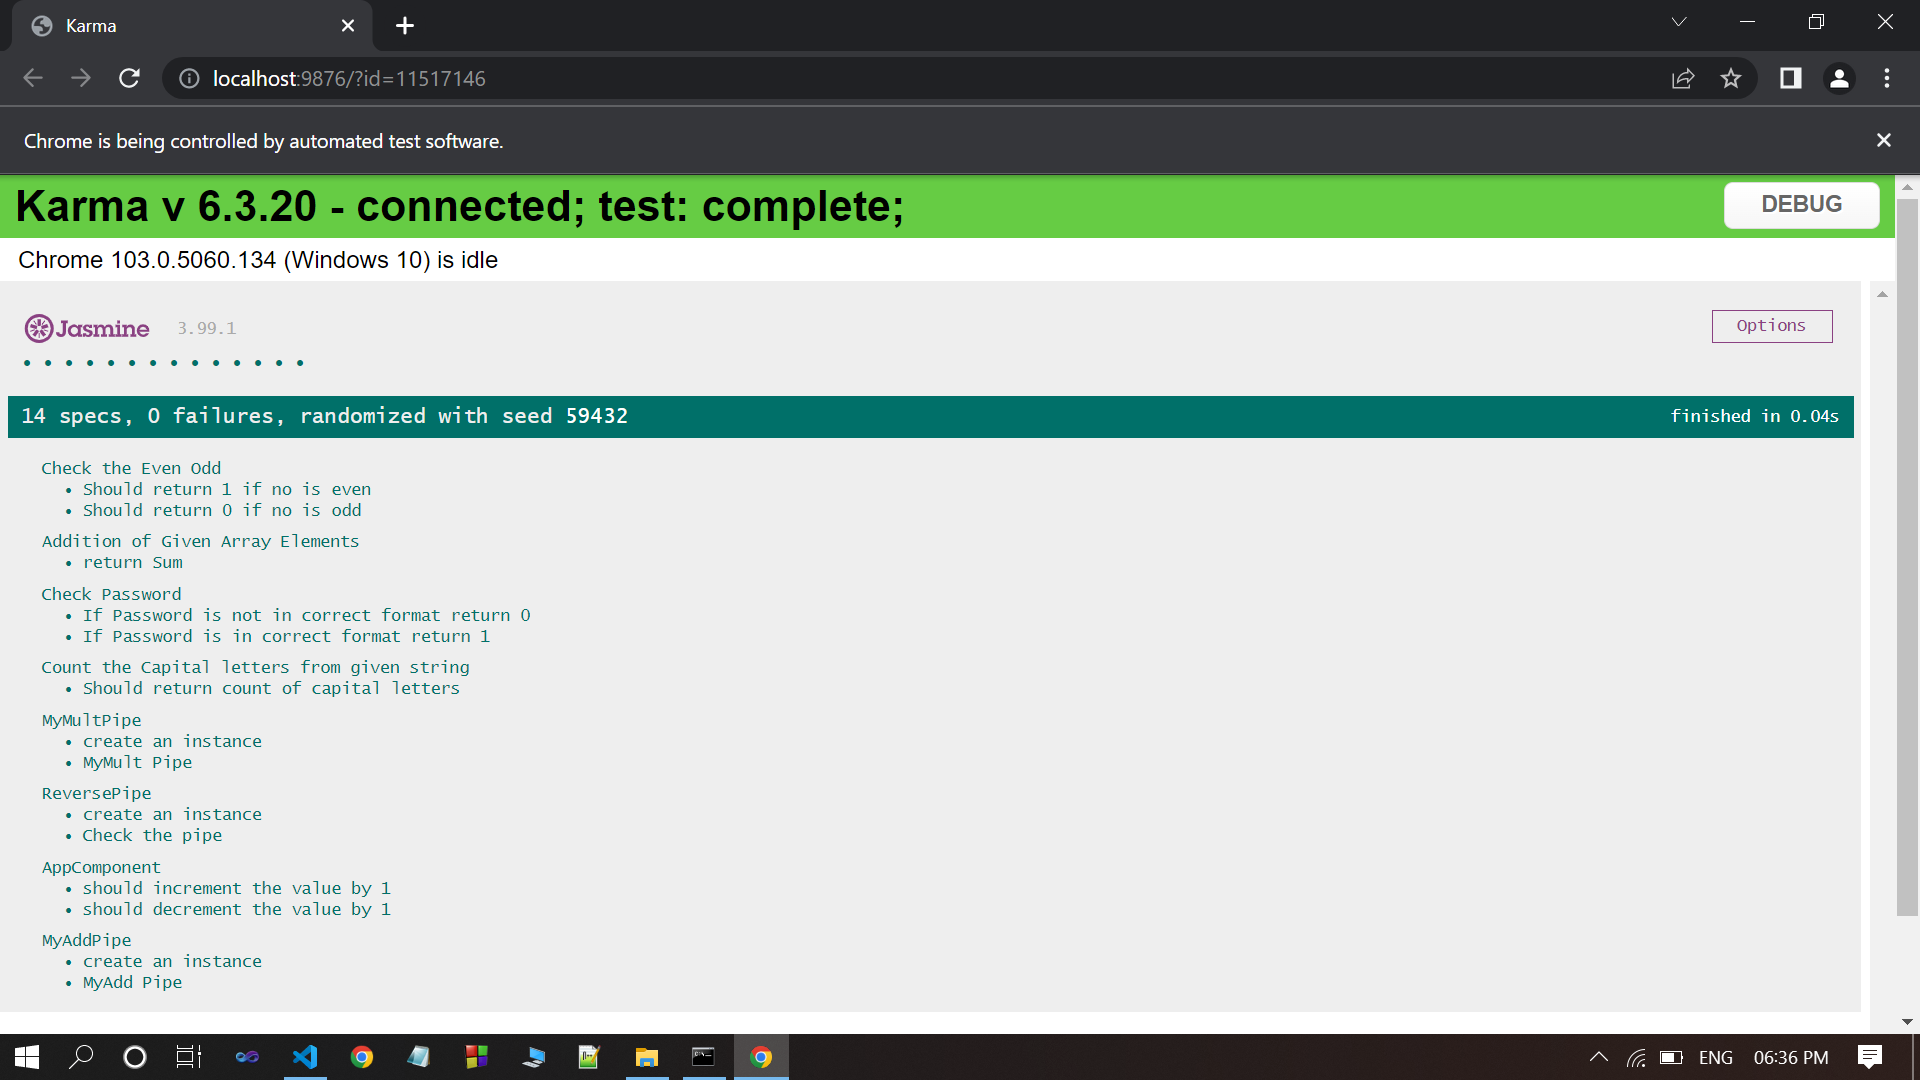 Karma
localhost:9876/?id=11517146
Chrome is being controlled by automated test software.
Karma v 6.3.20 - connected; test: complete;
DEBUG
Chrome 103.0.5060.134 (Windows 10) is idle
Jasmine 3.99.1
Options
• • • • • • • • • • • • • •
14 specs, 0 failures, randomized with seed 59432
finished in 0.04s
Check the Even Odd
• Should return 1 if no is even
• Should return 0 if no is odd
Addition of Given Array Elements
• return Sum
Check Password
• If Password is not in correct format return 0
• If Password is in correct format return 1
Count the Capital letters from given string
• Should return count of capital letters
MyMultPipe
• create an instance
• MyMult Pipe
ReversePipe
• create an instance
• Check the pipe
AppComponent
• should increment the value by 1
• should decrement the value by 1
MyAddPipe
• create an instance
• MyAdd Pipe
ENG
06:36 PM